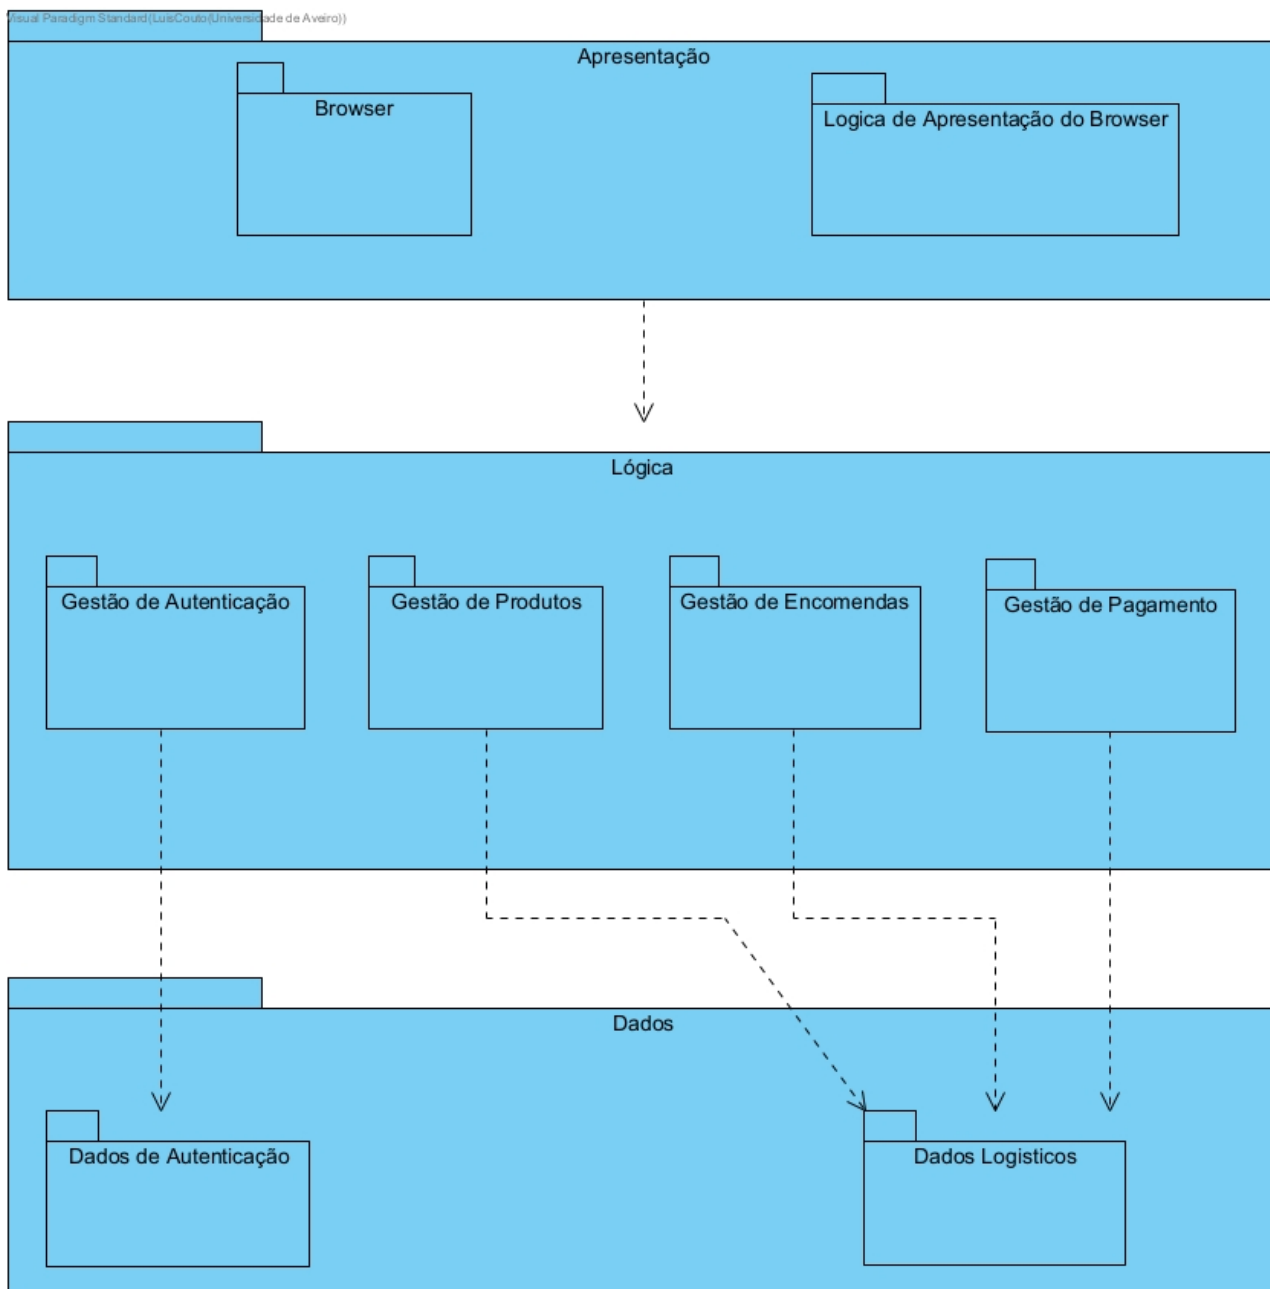 Visual Paradigm Standard(LuisCouto(Universidade de Aveiro))
Apresentação
Browser
Logica de Apresentação do Browser
Lógica
Gestão de Autenticação
Gestão de Produtos
Gestão de Encomendas
Gestão de Pagamento
Dados
Dados de Autenticação
Dados Logisticos